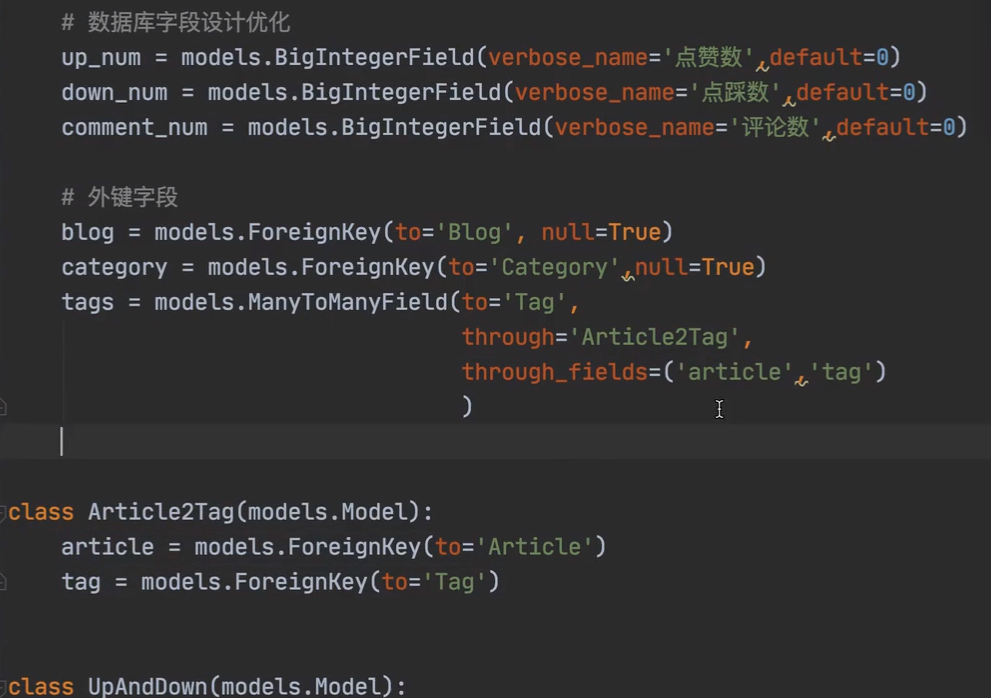 # 数据库字段设计优化
up_num = models.BigIntegerField(verbose_name='点赞数',default=0)
down_num = models.BigIntegerField(verbose_name='点踩数',default=0)
comment_num = models.BigIntegerField(verbose_name='评论数',default=0)
# 外键字段
blog = models.ForeignKey(to='Blog', null=True)
category = models.ForeignKey(to='Category',null=True)
tags = models.ManyToManyField(to='Tag',
through='Article2Tag',
through_fields=('article','tag')
)
class Article2Tag(models.Model):
article = models.ForeignKey(to='Article')
tag = models.ForeignKey(to='Tag')
class UpAndDown(models.Model):